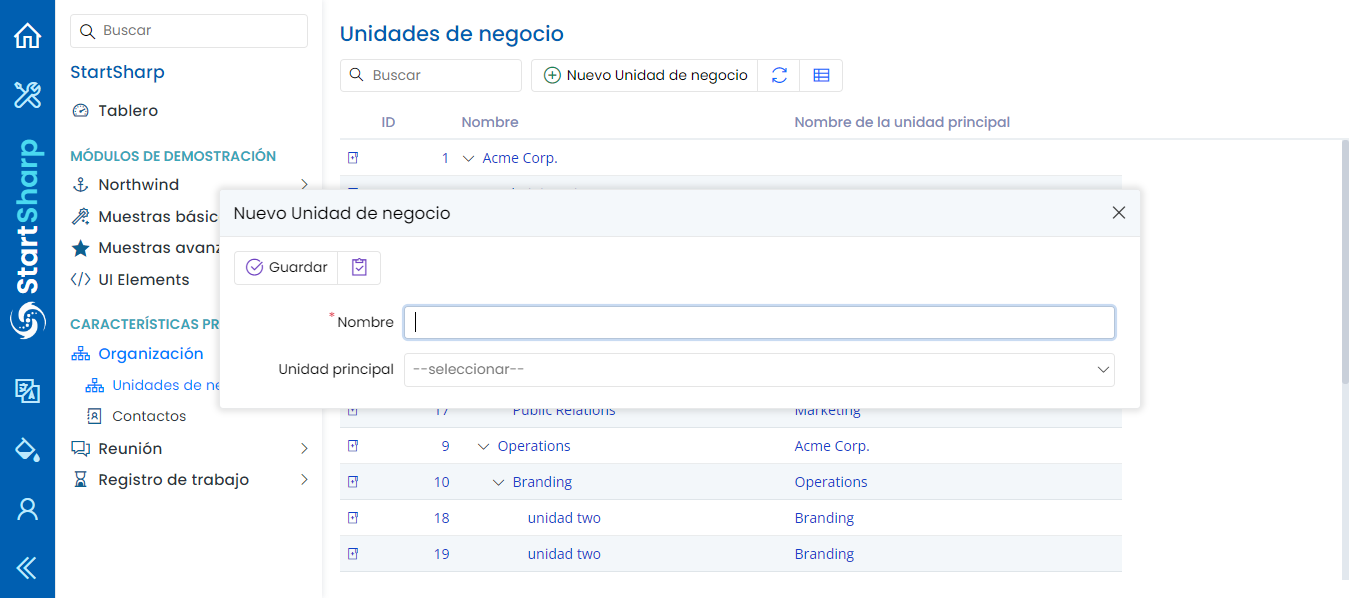 StartSharp
Buscar
StartSharp
Tablero
MÓDULOS DE DEMOSTRACIÓN
Northwind
Muestras básic
Muestras avanz
UI Elements
CARACTERÍSTICAS PR
Organización
Unidades de ne
Contactos
Reunión
Registro de trabajo
Unidades de negocio
Buscar
Nuevo Unidad de negocio
ID Nombre Nombre de la unidad principal
1 Acme Corp.
Nuevo Unidad de negocio
Guardar
* Nombre
Unidad principal --seleccionar--
17 Public Relations Marketing
9 Operations Acme Corp.
10 Branding Operations
18 unidad two Branding
19 unidad two Branding